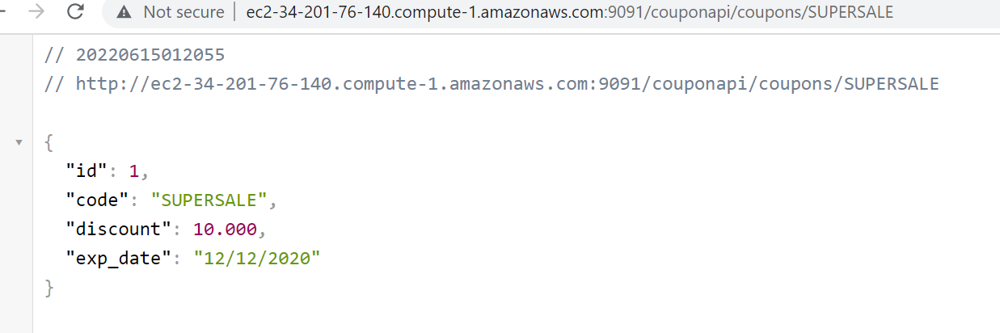 Not secure | ec2-34-201-76-140.compute-1.amazonaws.com:9091/couponapi/coupons/SUPERSALE
// 20220615012055
// http://ec2-34-201-76-140.compute-1.amazonaws.com:9091/couponapi/coupons/SUPERSALE
{
"id": 1,
"code": "SUPERSALE",
"discount": 10.000,
"exp_date": "12/12/2020"
}